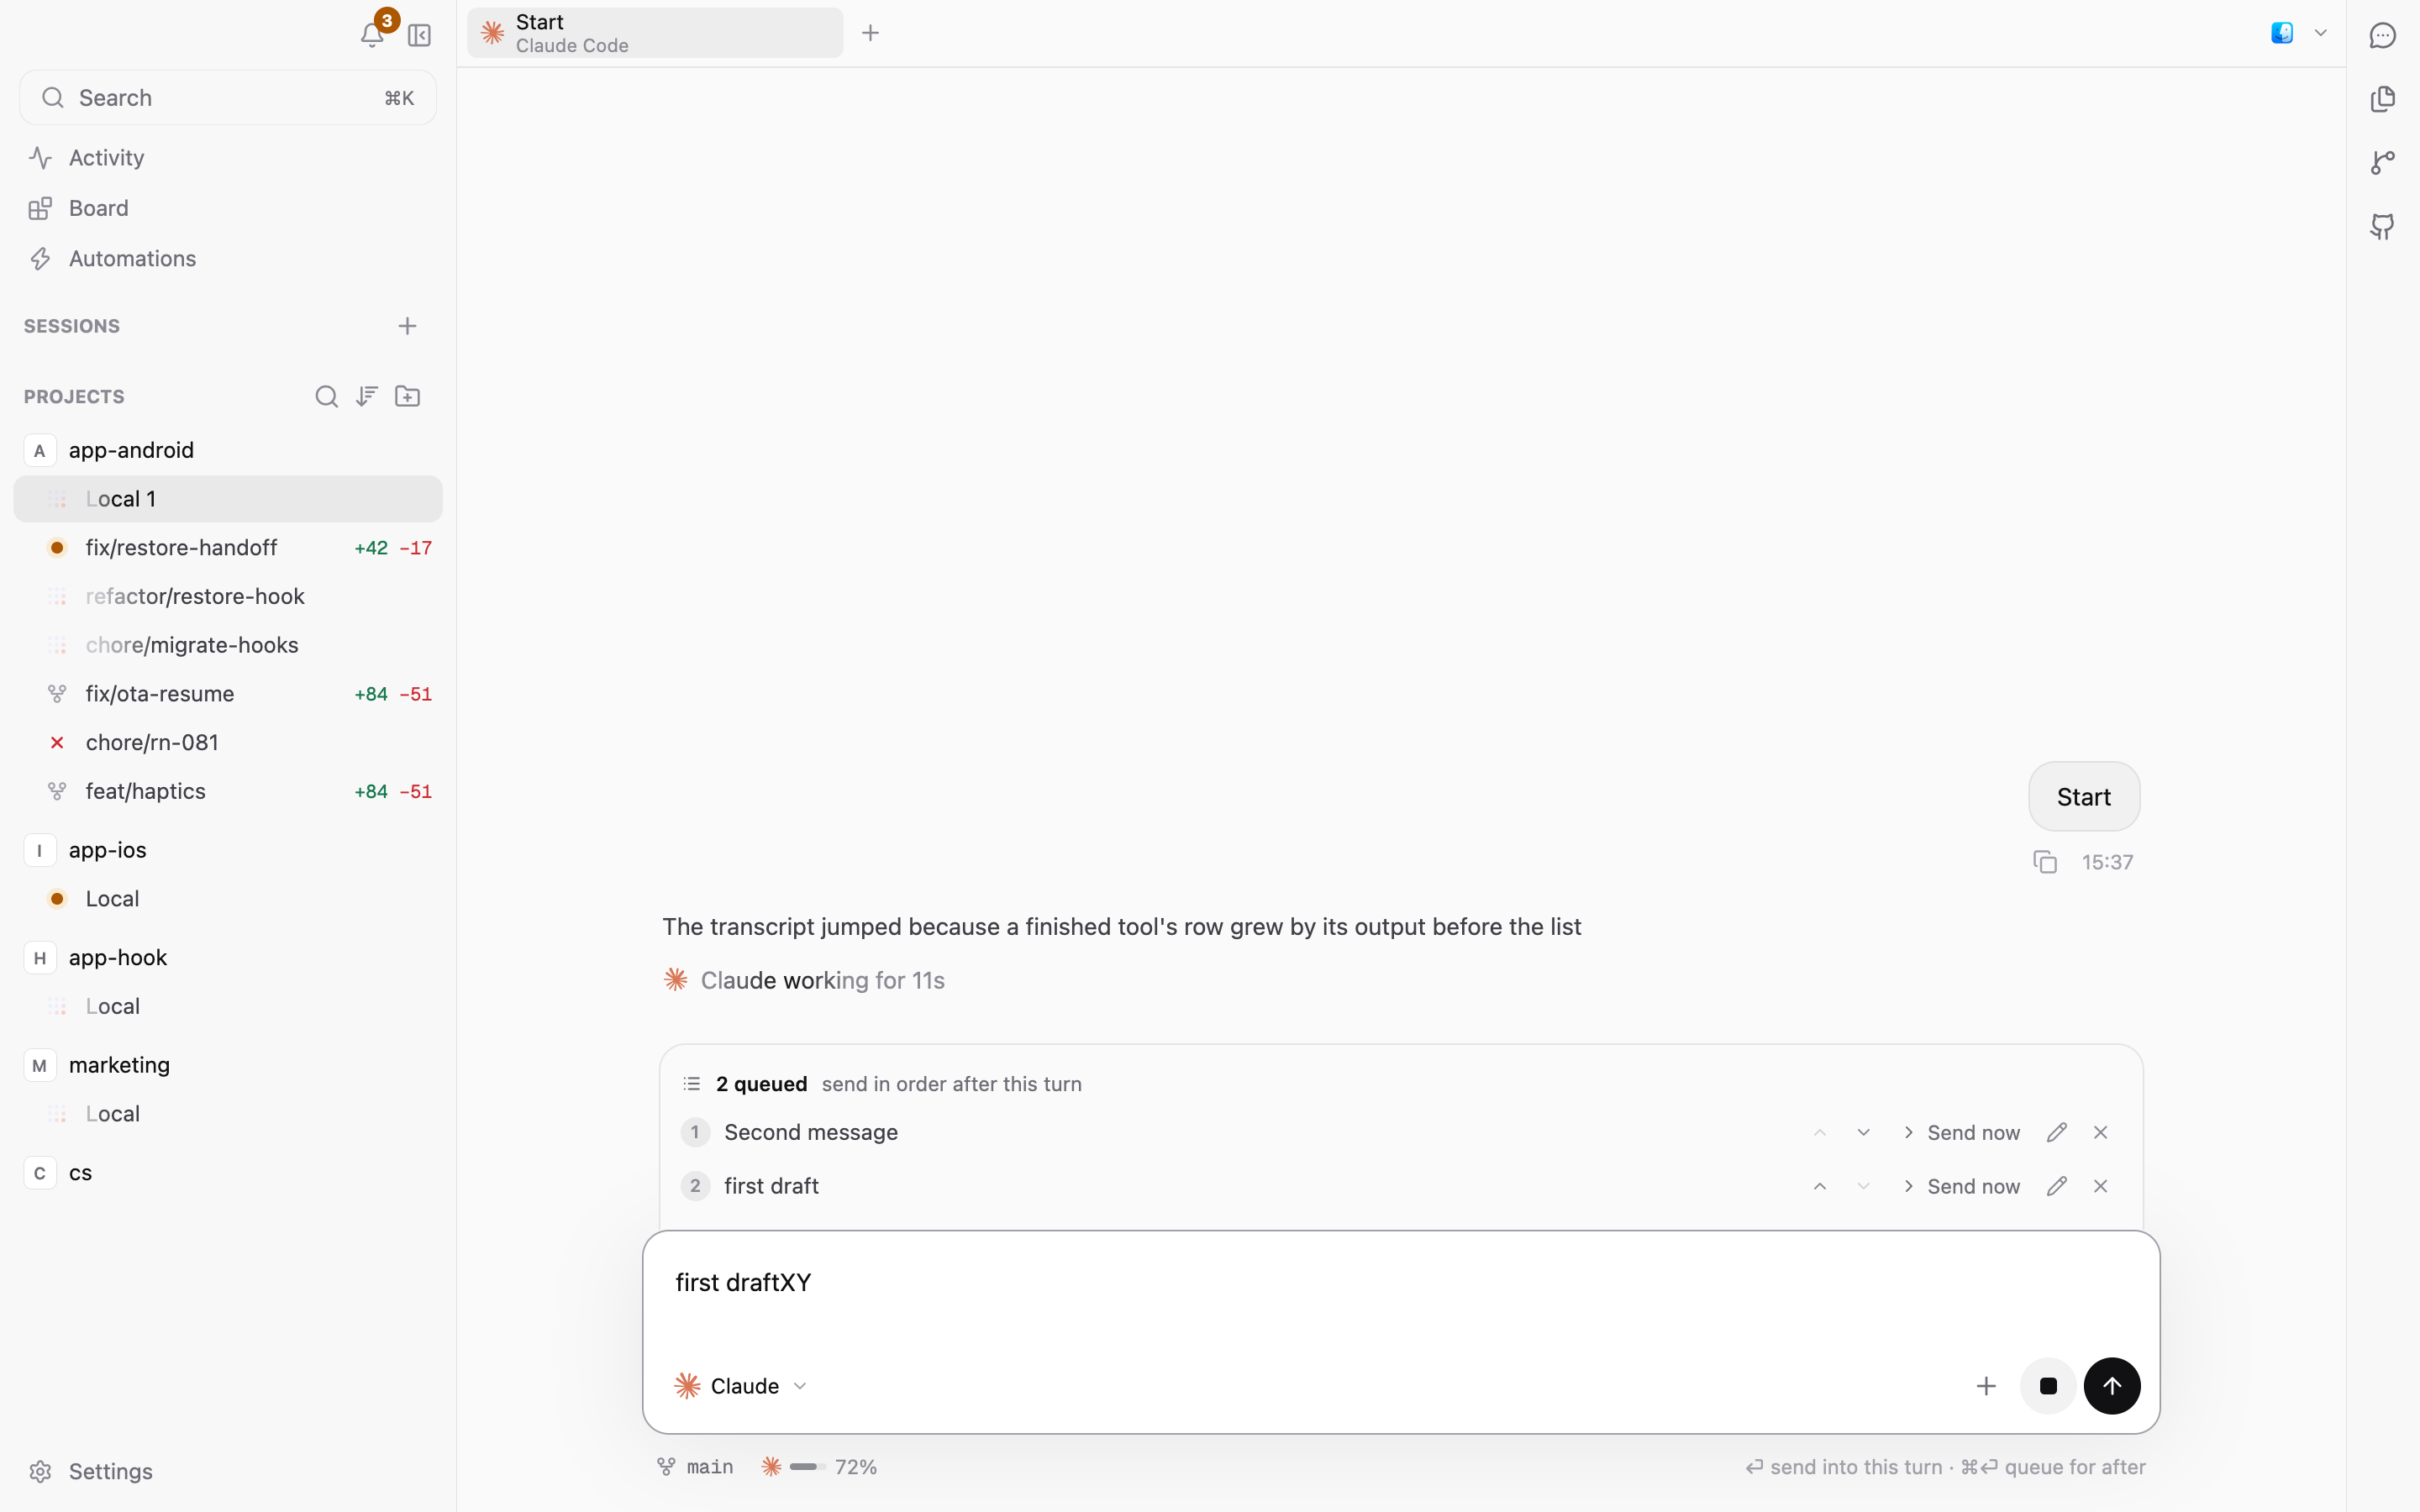 3
Search ⌘K
Activity
Board
Automations
SESSIONS
PROJECTS
A app-android
Local 1
fix/restore-handoff +42 −17
refactor/restore-hook
chore/migrate-hooks
fix/ota-resume +84 −51
chore/rn-081
feat/haptics +84 −51
I app-ios
Local
H app-hook
Local
M marketing
Local
C cs
Settings
Start
Claude Code
Start
15:37
The transcript jumped because a finished tool's row grew by its output before the list
Claude working for 11s
2 queued send in order after this turn
1 Second message Send now
2 first draft Send now
first draftXY
Claude
main 72% ⏎ send into this turn · ⌘⏎ queue for after